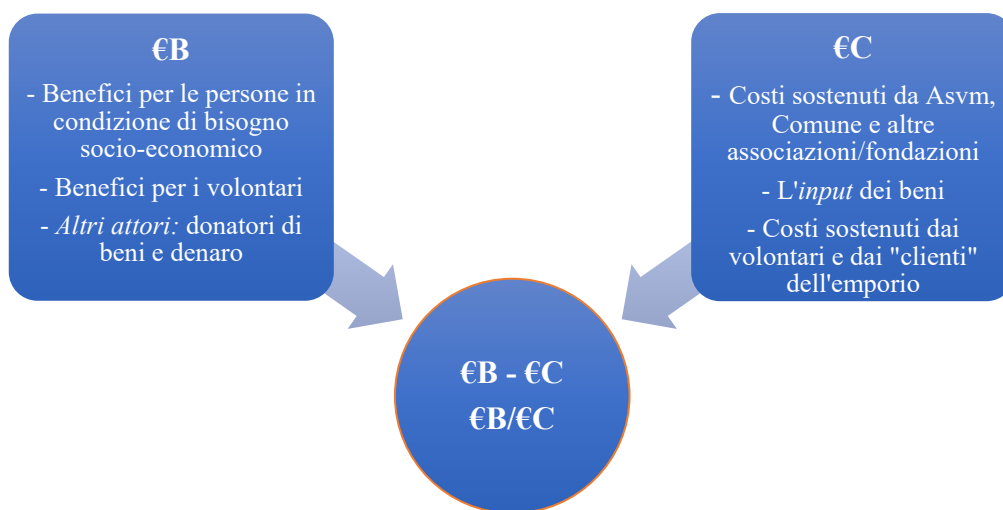 €B
- Benefici per le persone in
condizione di bisogno
socio-economico
- Benefici per i volontari
- Altri attori: donatori di
beni e denaro
€C
- Costi sostenuti da Asvm,
Comune e altre
associazioni/fondazioni
- L'input dei beni
- Costi sostenuti dai
volontari e dai "clienti"
dell'emporio
€B - €C
€B/€C